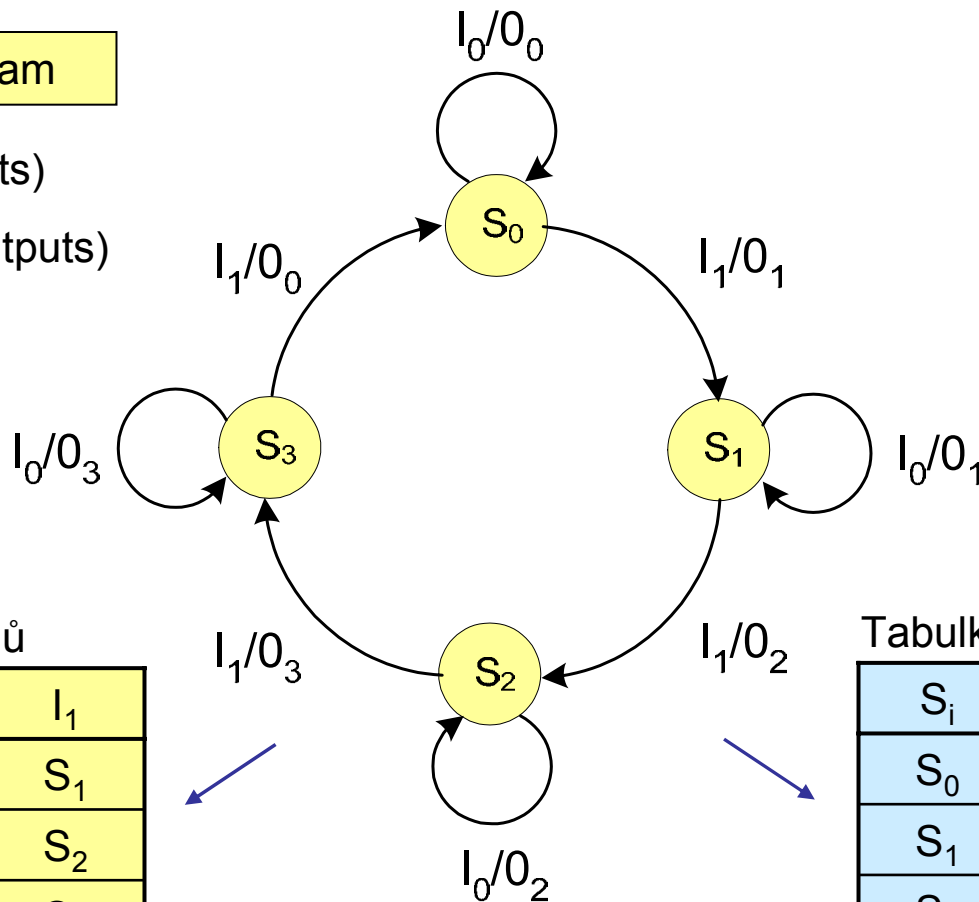 I₀/0₀
am
ts)
tputs)
S₀
I₁/0₀
I₁/0₁
I₀/0₃
S₃
S₁
I₀/0₁
ů
I₁/0₃
S₂
I₁/0₂
Tabulk
I₁
Sᵢ
S₁
S₀
S₂
S₁
I₀/0₂